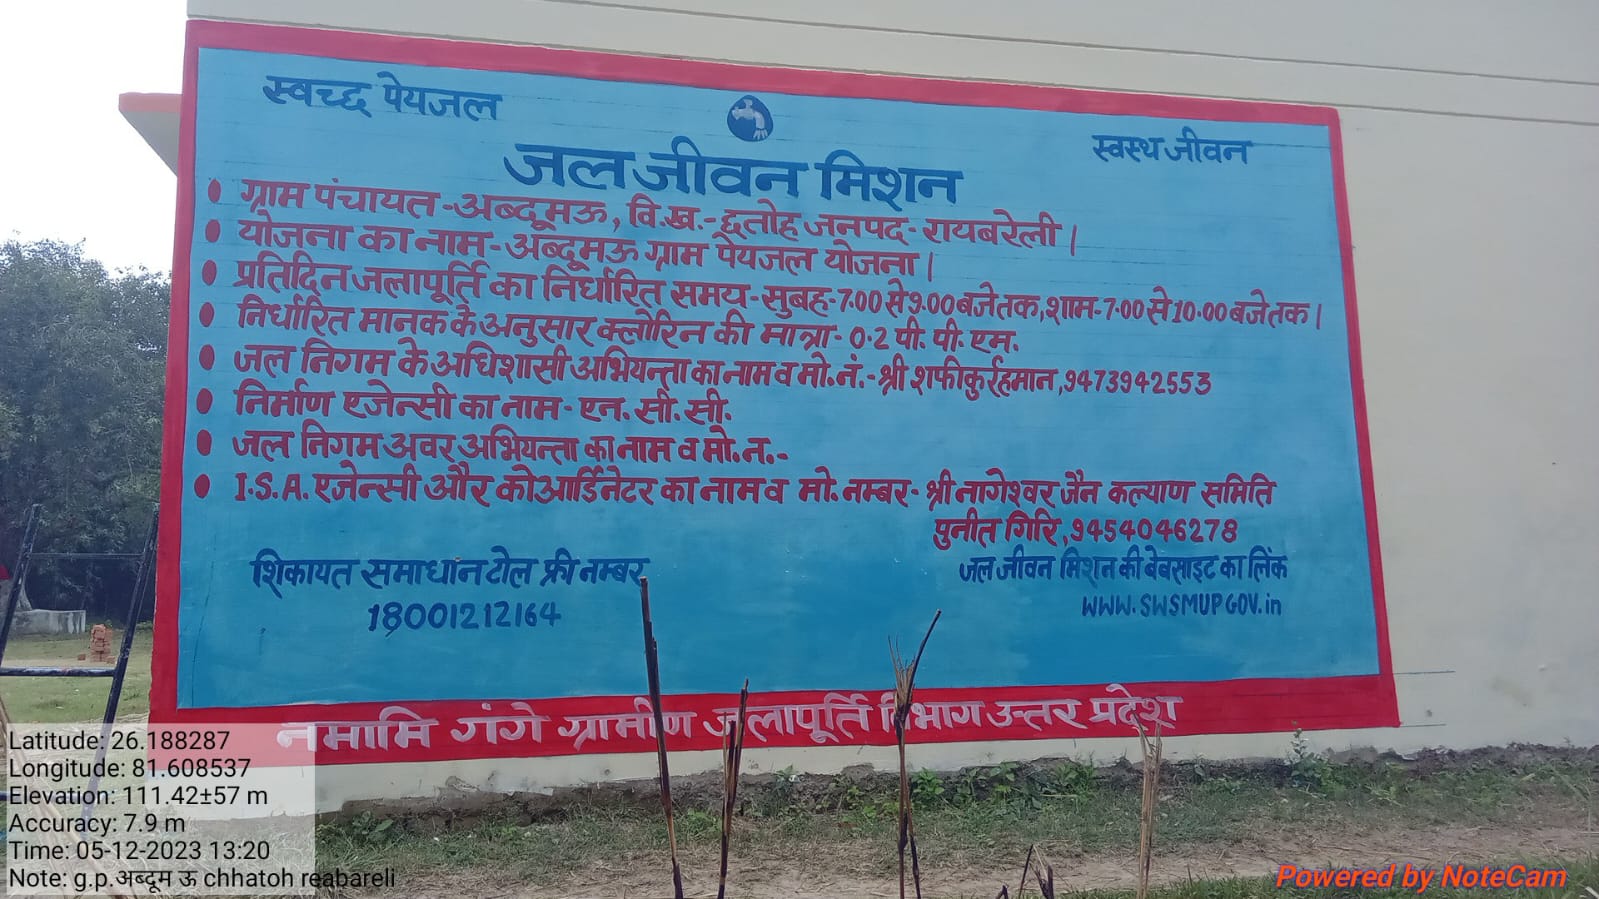 स्वच्छ पेयजल
स्वस्थ जीवन
जल जीवन मिशन
• ग्राम पंचायत-अब्दूमऊ, वि.ख.- छतोह जनपद- रायबरेली।
• योजना का नाम-अब्दूमऊ ग्राम पेयजल योजना।
• प्रतिदिन जलापूर्ति का निर्धारित समय-सुबह-7.00 से 9.00 बजे तक, शाम-7.00 से 10.00 बजे तक।
• निर्धारित मानक के अनुसार क्लोरिन की मात्रा- 0.2 पी. पी. एम.
• जल निगम के अधिशासी अभियन्ता का नाम व मो.नं.- श्री शफीकुर्रहमान, 9473942553
• निर्माण एजेन्सी का नाम- एन. सी. सी.
• जल निगम अवर अभियन्ता का नाम व मो.न.-
• I.S.A. एजेन्सी और कोआर्डिनेटर का नाम व मो. नम्बर- श्री नागेश्वर जैन कल्याण समिति
पुनीत गिरि, 9454046278
शिकायत समाधान टोल फ्री नम्बर
18001212164
जल जीवन मिशन की बेबसाइट का लिंक
WWW.SWSMUPGOV.in
नमामि गंगे ग्रामीण जलापूर्ति विभाग उत्तर प्रदेश
Latitude: 26.188287
Longitude: 81.608537
Elevation: 111.42±57 m
Accuracy: 7.9 m
Time: 05-12-2023 13:20
Note: g.p.अब्दूम ऊ chhatoh reabareli
Powered by NoteCam